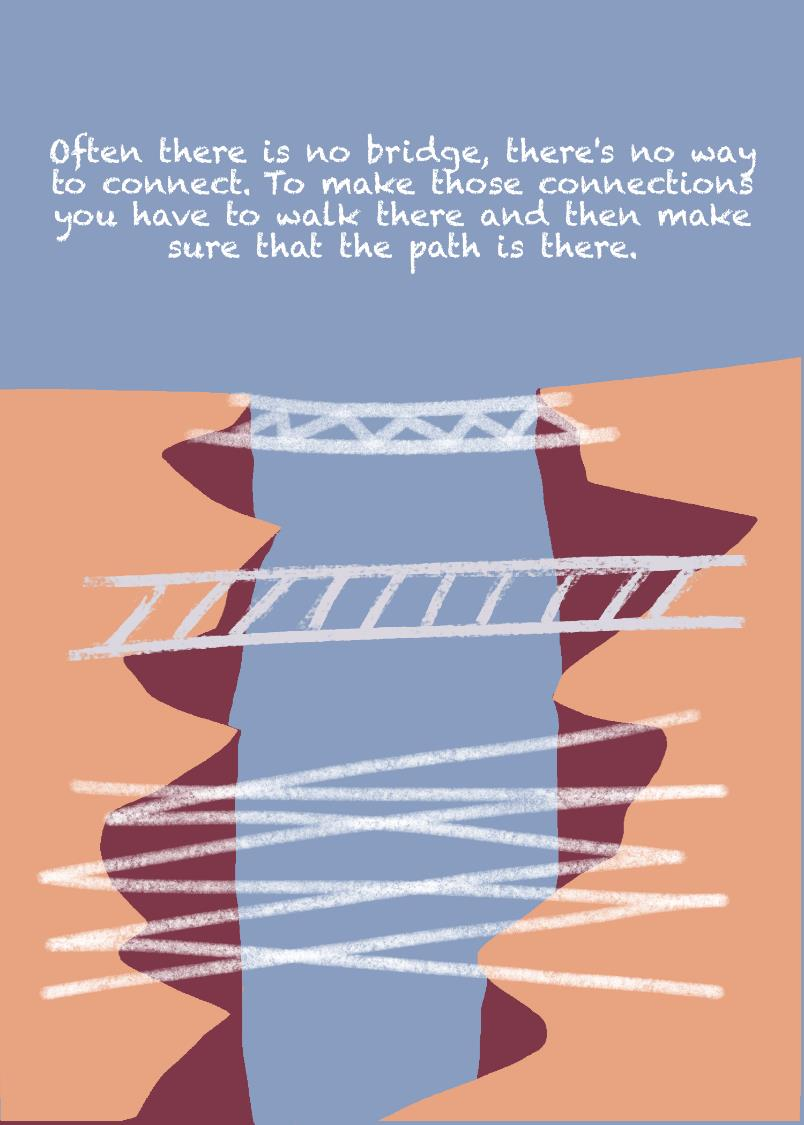 Often there is no bridge, there's no way
to connect. To make those connections
you have to walk there and then make
sure that the path is there.